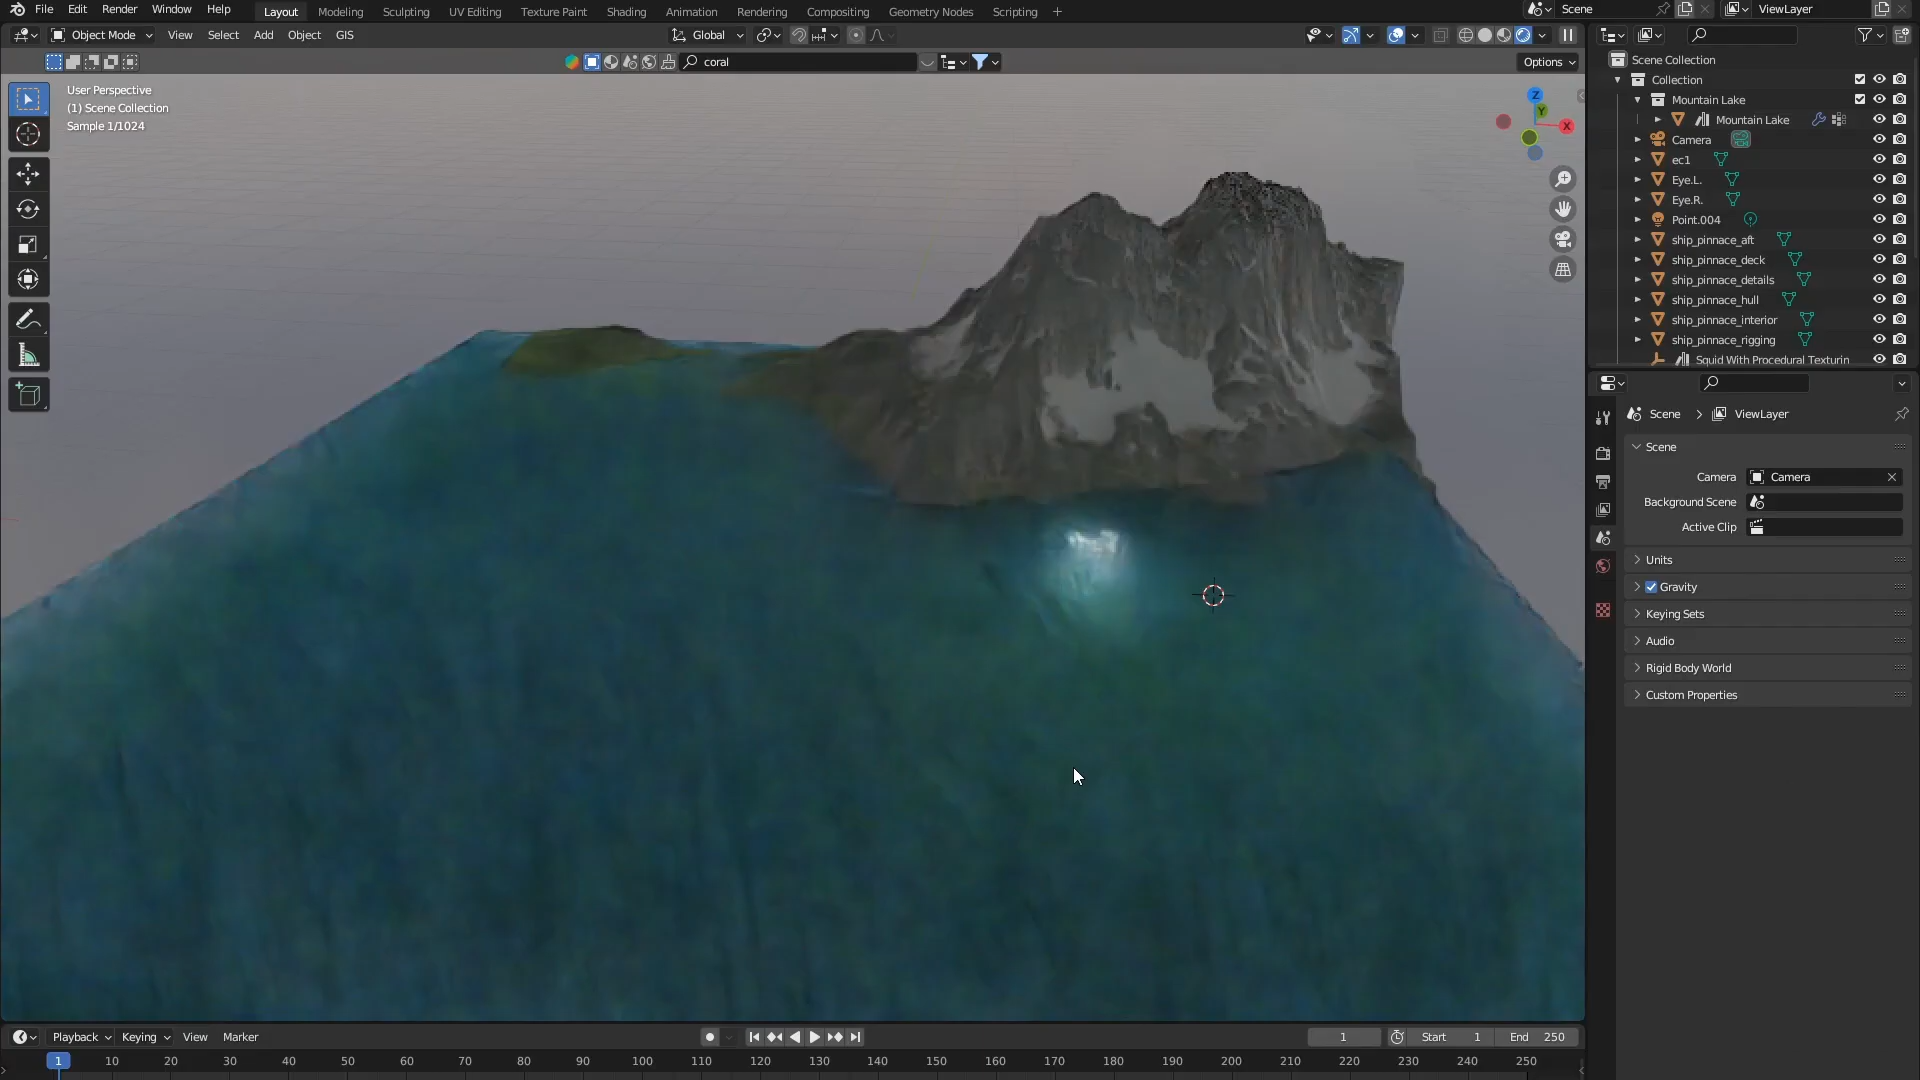 File Edit Render Window Help Layout Modeling Sculpting UV Editing Texture Paint Shading Animation Rendering Compositing Geometry Nodes Scripting + Scene ViewLayer
Object Mode View Select Add Object GIS Global
coral Options
User Perspective
(1) Scene Collection
Sample 1/1024
Z
Y
X
Scene Collection
Collection
Mountain Lake
Mountain Lake
Camera
ec1
Eye.L.
Eye.R.
Point.004
ship_pinnace_aft
ship_pinnace_deck
ship_pinnace_details
ship_pinnace_hull
ship_pinnace_interior
ship_pinnace_rigging
Squid With Procedural Texturin
Scene > ViewLayer
Scene
Camera Camera
Background Scene
Active Clip
Units
Gravity
Keying Sets
Audio
Rigid Body World
Custom Properties
Playback Keying View Marker 1 Start 1 End 250
1 10 20 30 40 50 60 70 80 90 100 110 120 130 140 150 160 170 180 190 200 210 220 230 240 250